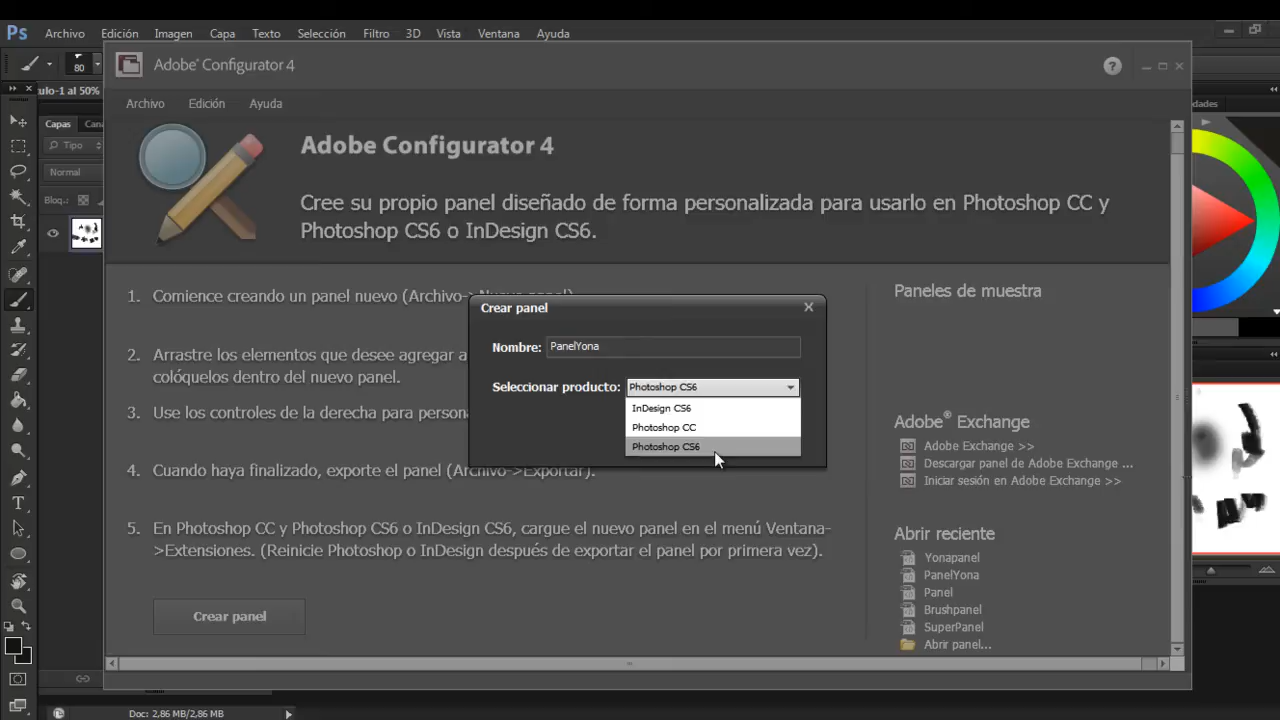 Ps Archivo Edición Imagen Capa Texto Selección Filtro 3D Vista Ventana Ayuda
80
Adobe® Configurator 4
ulo-1 al 50%
Archivo Edición Ayuda
Capas
Tipo
Normal
Bloq.:
Adobe Configurator 4
Cree su propio panel diseñado de forma personalizada para usarlo en Photoshop CC y
Photoshop CS6 o InDesign CS6.
1. Comience creando un panel nuevo (Archivo->Nuevo panel).
2. Arrastre los elementos que desee agregar a
colóquelos dentro del nuevo panel.
3. Use los controles de la derecha para persona
4. Cuando haya finalizado, exporte el panel (Archivo->Exportar).
5. En Photoshop CC y Photoshop CS6 o InDesign CS6, cargue el nuevo panel en el menú Ventana-
>Extensiones. (Reinicie Photoshop o InDesign después de exportar el panel por primera vez).
Crear panel
Crear panel
Nombre: PanelYona
Seleccionar producto: Photoshop CS6
InDesign CS6
Photoshop CC
Photoshop CS6
Paneles de muestra
Adobe® Exchange
Adobe Exchange >>
Descargar panel de Adobe Exchange ...
Iniciar sesión en Adobe Exchange >>
Abrir reciente
Yonapanel
PanelYona
Panel
Brushpanel
SuperPanel
Abrir panel...
Doc: 2,86 MB/2,86 MB